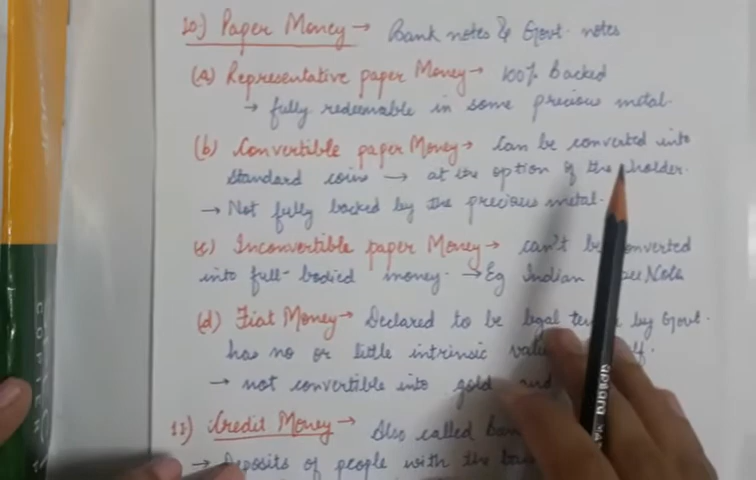 10.) Paper Money → Bank notes & Govt. notes
(a) Representative paper Money → 100% Backed
→ fully redeemable in some precious metal.
(b) Convertible paper Money → Can be converted into
standard coins → at the option of the holder.
→ Not fully backed by the precious metal.
(c) Inconvertible paper Money → can't be converted
into full-bodied money. → Eg Indian Note
(d) Fiat Money → Declared to be legal by Govt.
has no or little intrinsic
→ not convertible into gold and
11) Credit Money → Also called
→ Deposits of people with the